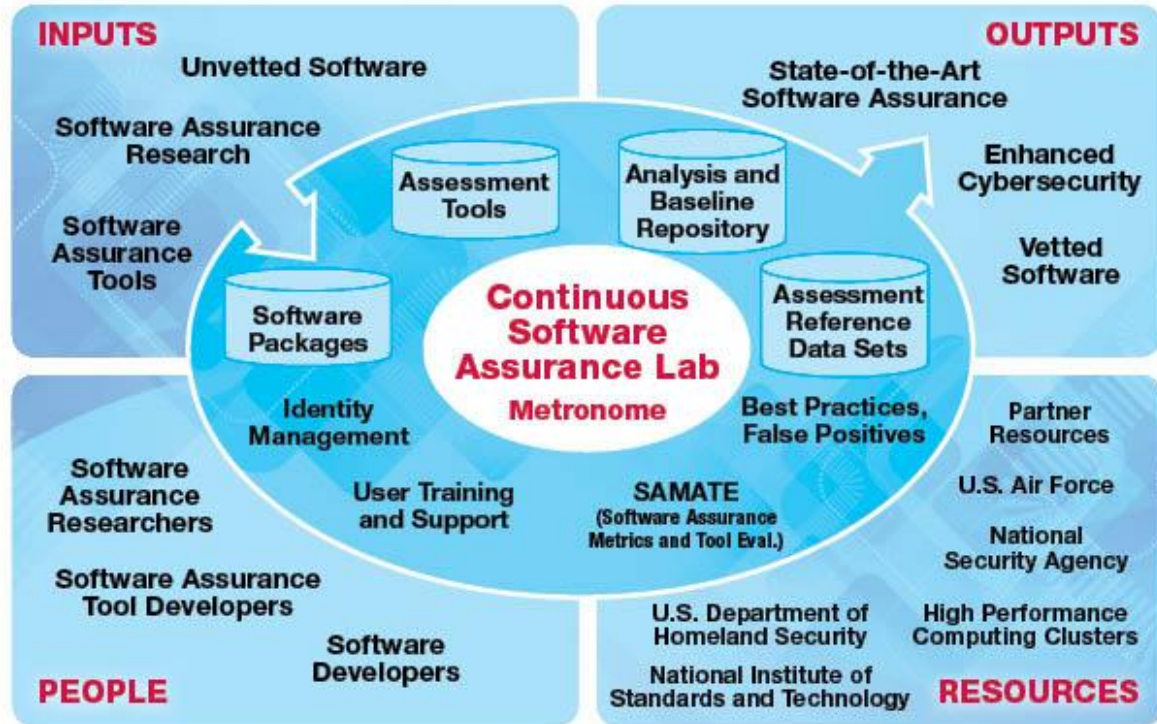 INPUTS
Unvetted Software
Software Assurance
Research
Software
Assurance
Tools
OUTPUTS
State-of-the-Art
Software Assurance
Enhanced
Cybersecurity
Vetted
Software
Assessment
Tools
Analysis and
Baseline
Repository
Software
Packages
Assessment
Reference
Data Sets
Continuous
Software
Assurance Lab
Metronome
Identity
Management
Best Practices,
False Positives
User Training
and Support
SAMATE
(Software Assurance
Metrics and Tool Eval.)
Software
Assurance
Researchers
Software Assurance
Tool Developers
Software
Developers
PEOPLE
Partner
Resources
U.S. Air Force
National
Security Agency
U.S. Department of
Homeland Security
High Performance
Computing Clusters
National Institute of
Standards and Technology
RESOURCES